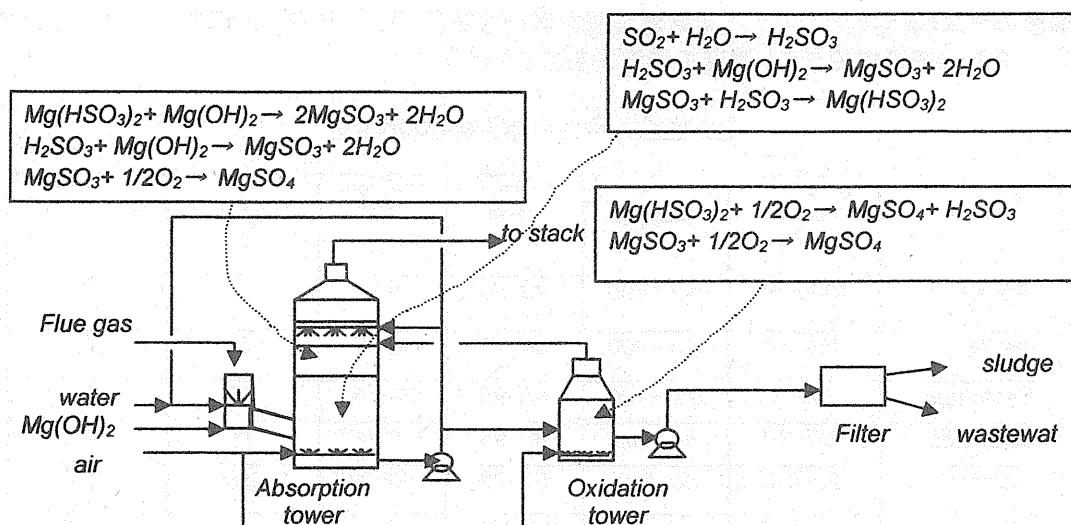 SO₂+ H₂O→ H₂SO₃
H₂SO₃+ Mg(OH)₂→ MgSO₃+ 2H₂O
MgSO₃+ H₂SO₃→ Mg(HSO₃)₂
Mg(HSO₃)₂+ Mg(OH)₂→ 2MgSO₃+ 2H₂O
H₂SO₃+ Mg(OH)₂→ MgSO₃+ 2H₂O
MgSO₃+ 1/2O₂→ MgSO₄
Mg(HSO₃)₂+ 1/2O₂→ MgSO₄+ H₂SO₃
MgSO₃+ 1/2O₂→ MgSO₄
to stack
Flue gas
water
Mg(OH)₂
air
Absorption
tower
Oxidation
tower
Filter
sludge
wastewat